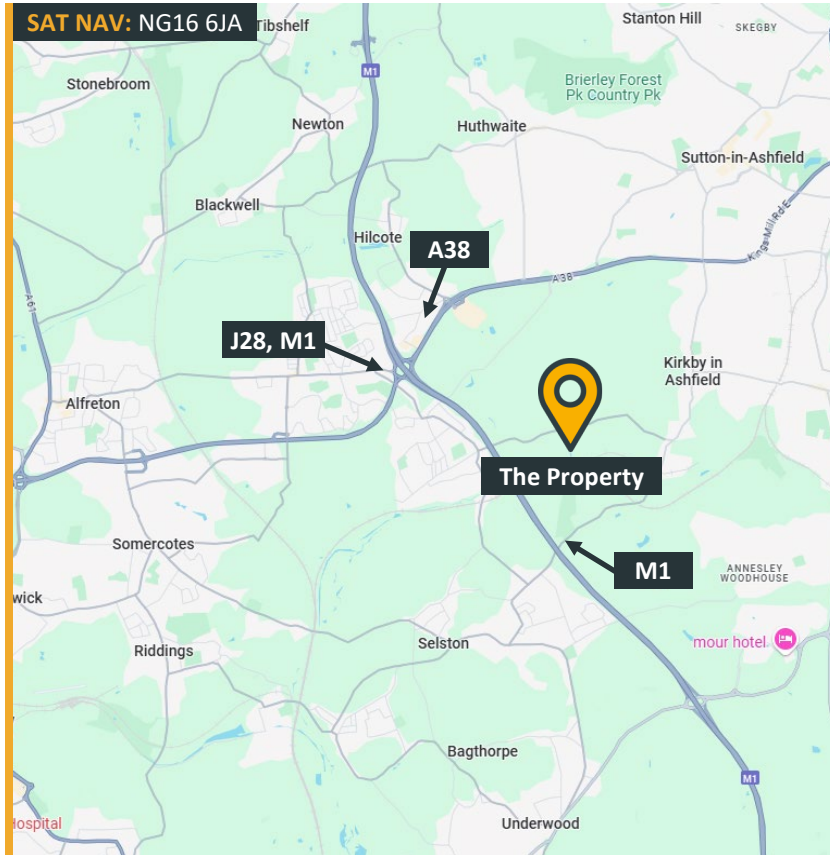 SAT NAV: NG16 6JA
Tibshelf
Stanton Hill
SKEGBY
M1
Stonebroom
Brierley Forest
Pk Country Pk
Newton
Huthwaite
Sutton-in-Ashfield
Blackwell
Kings Mill Rd E
Hilcote
A38
A38
A61
J28, M1
Kirkby in
Ashfield
Alfreton
The Property
Somercotes
M1
ANNESLEY
WOODHOUSE
wick
Riddings
Selston
mour hotel
Bagthorpe
M1
Hospital
Underwood